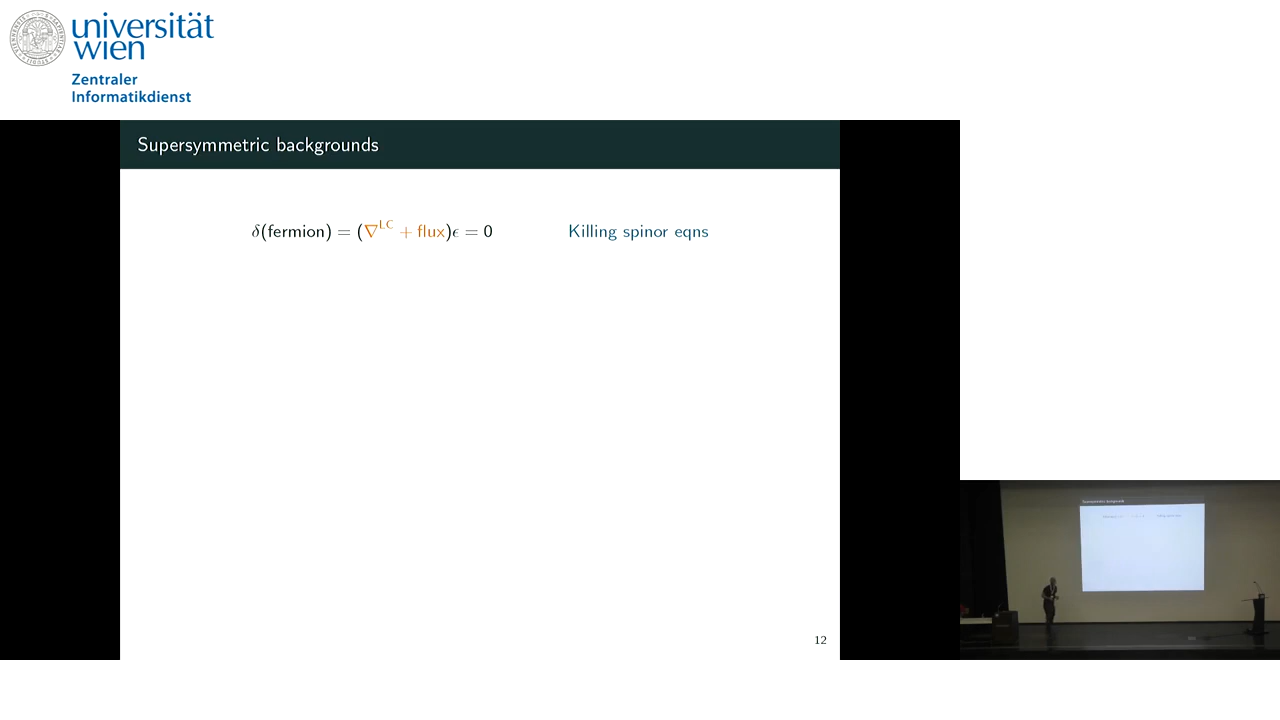 universität
wien
Zentraler
Informatikdienst
Supersymmetric backgrounds
δ(fermion) = (∇^LC + flux)ϵ = 0 Killing spinor eqns
12